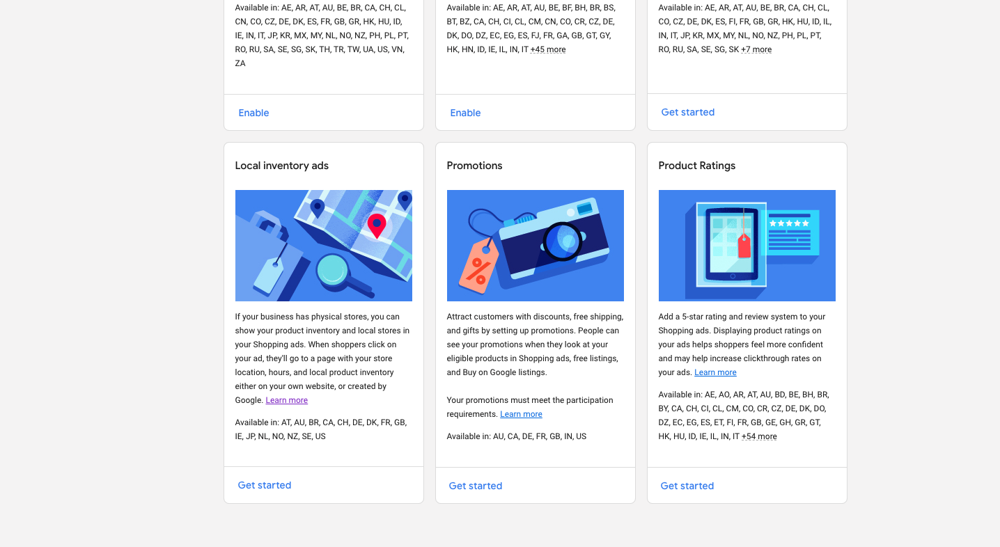 Available in: AE, AR, AT, AU, BE, BR, CA, CH, CL,
CN, CO, CZ, DE, DK, ES, FR, GB, GR, HK, HU, ID,
IE, IN, IT, JP, KR, MX, MY, NL, NO, NZ, PH, PL, PT,
RO, RU, SA, SE, SG, SK, TH, TR, TW, UA, US, VN,
ZA
Enable
Available in: AE, AR, AT, AU, BE, BF, BH, BR, BS,
BT, BZ, CA, CH, CI, CL, CM, CN, CO, CR, CZ, DE,
DK, DO, DZ, EC, EG, ES, FJ, FR, GA, GB, GT, GY,
HK, HN, ID, IE, IL, IN, IT +45 more
Enable
Available in: AE, AR, AT, AU, BE, BR, CA, CH, CL,
CO, CZ, DE, DK, ES, FI, FR, GB, GR, HK, HU, ID, IL,
IN, IT, JP, KR, MX, MY, NL, NO, NZ, PH, PL, PT,
RO, RU, SA, SE, SG, SK +7 more
Get started
Local inventory ads
If your business has physical stores, you can
show your product inventory and local stores in
your Shopping ads. When shoppers click on
your ad, they'll go to a page with your store
location, hours, and local product inventory
either on your own website, or created by
Google. Learn more
Available in: AT, AU, BR, CA, CH, DE, DK, FR, GB,
IE, JP, NL, NO, NZ, SE, US
Get started
Promotions
%
Attract customers with discounts, free shipping,
and gifts by setting up promotions. People can
see your promotions when they look at your
eligible products in Shopping ads, free listings,
and Buy on Google listings.
Your promotions must meet the participation
requirements. Learn more
Available in: AU, CA, DE, FR, GB, IN, US
Get started
Product Ratings
Add a 5-star rating and review system to your
Shopping ads. Displaying product ratings on
your ads helps shoppers feel more confident
and may help increase clickthrough rates on
your ads. Learn more
Available in: AE, AO, AR, AT, AU, BD, BE, BH, BR,
BY, CA, CH, CI, CL, CM, CO, CR, CZ, DE, DK, DO,
DZ, EC, EG, ES, ET, FI, FR, GB, GE, GH, GR, GT,
HK, HU, ID, IE, IL, IN, IT +54 more
Get started